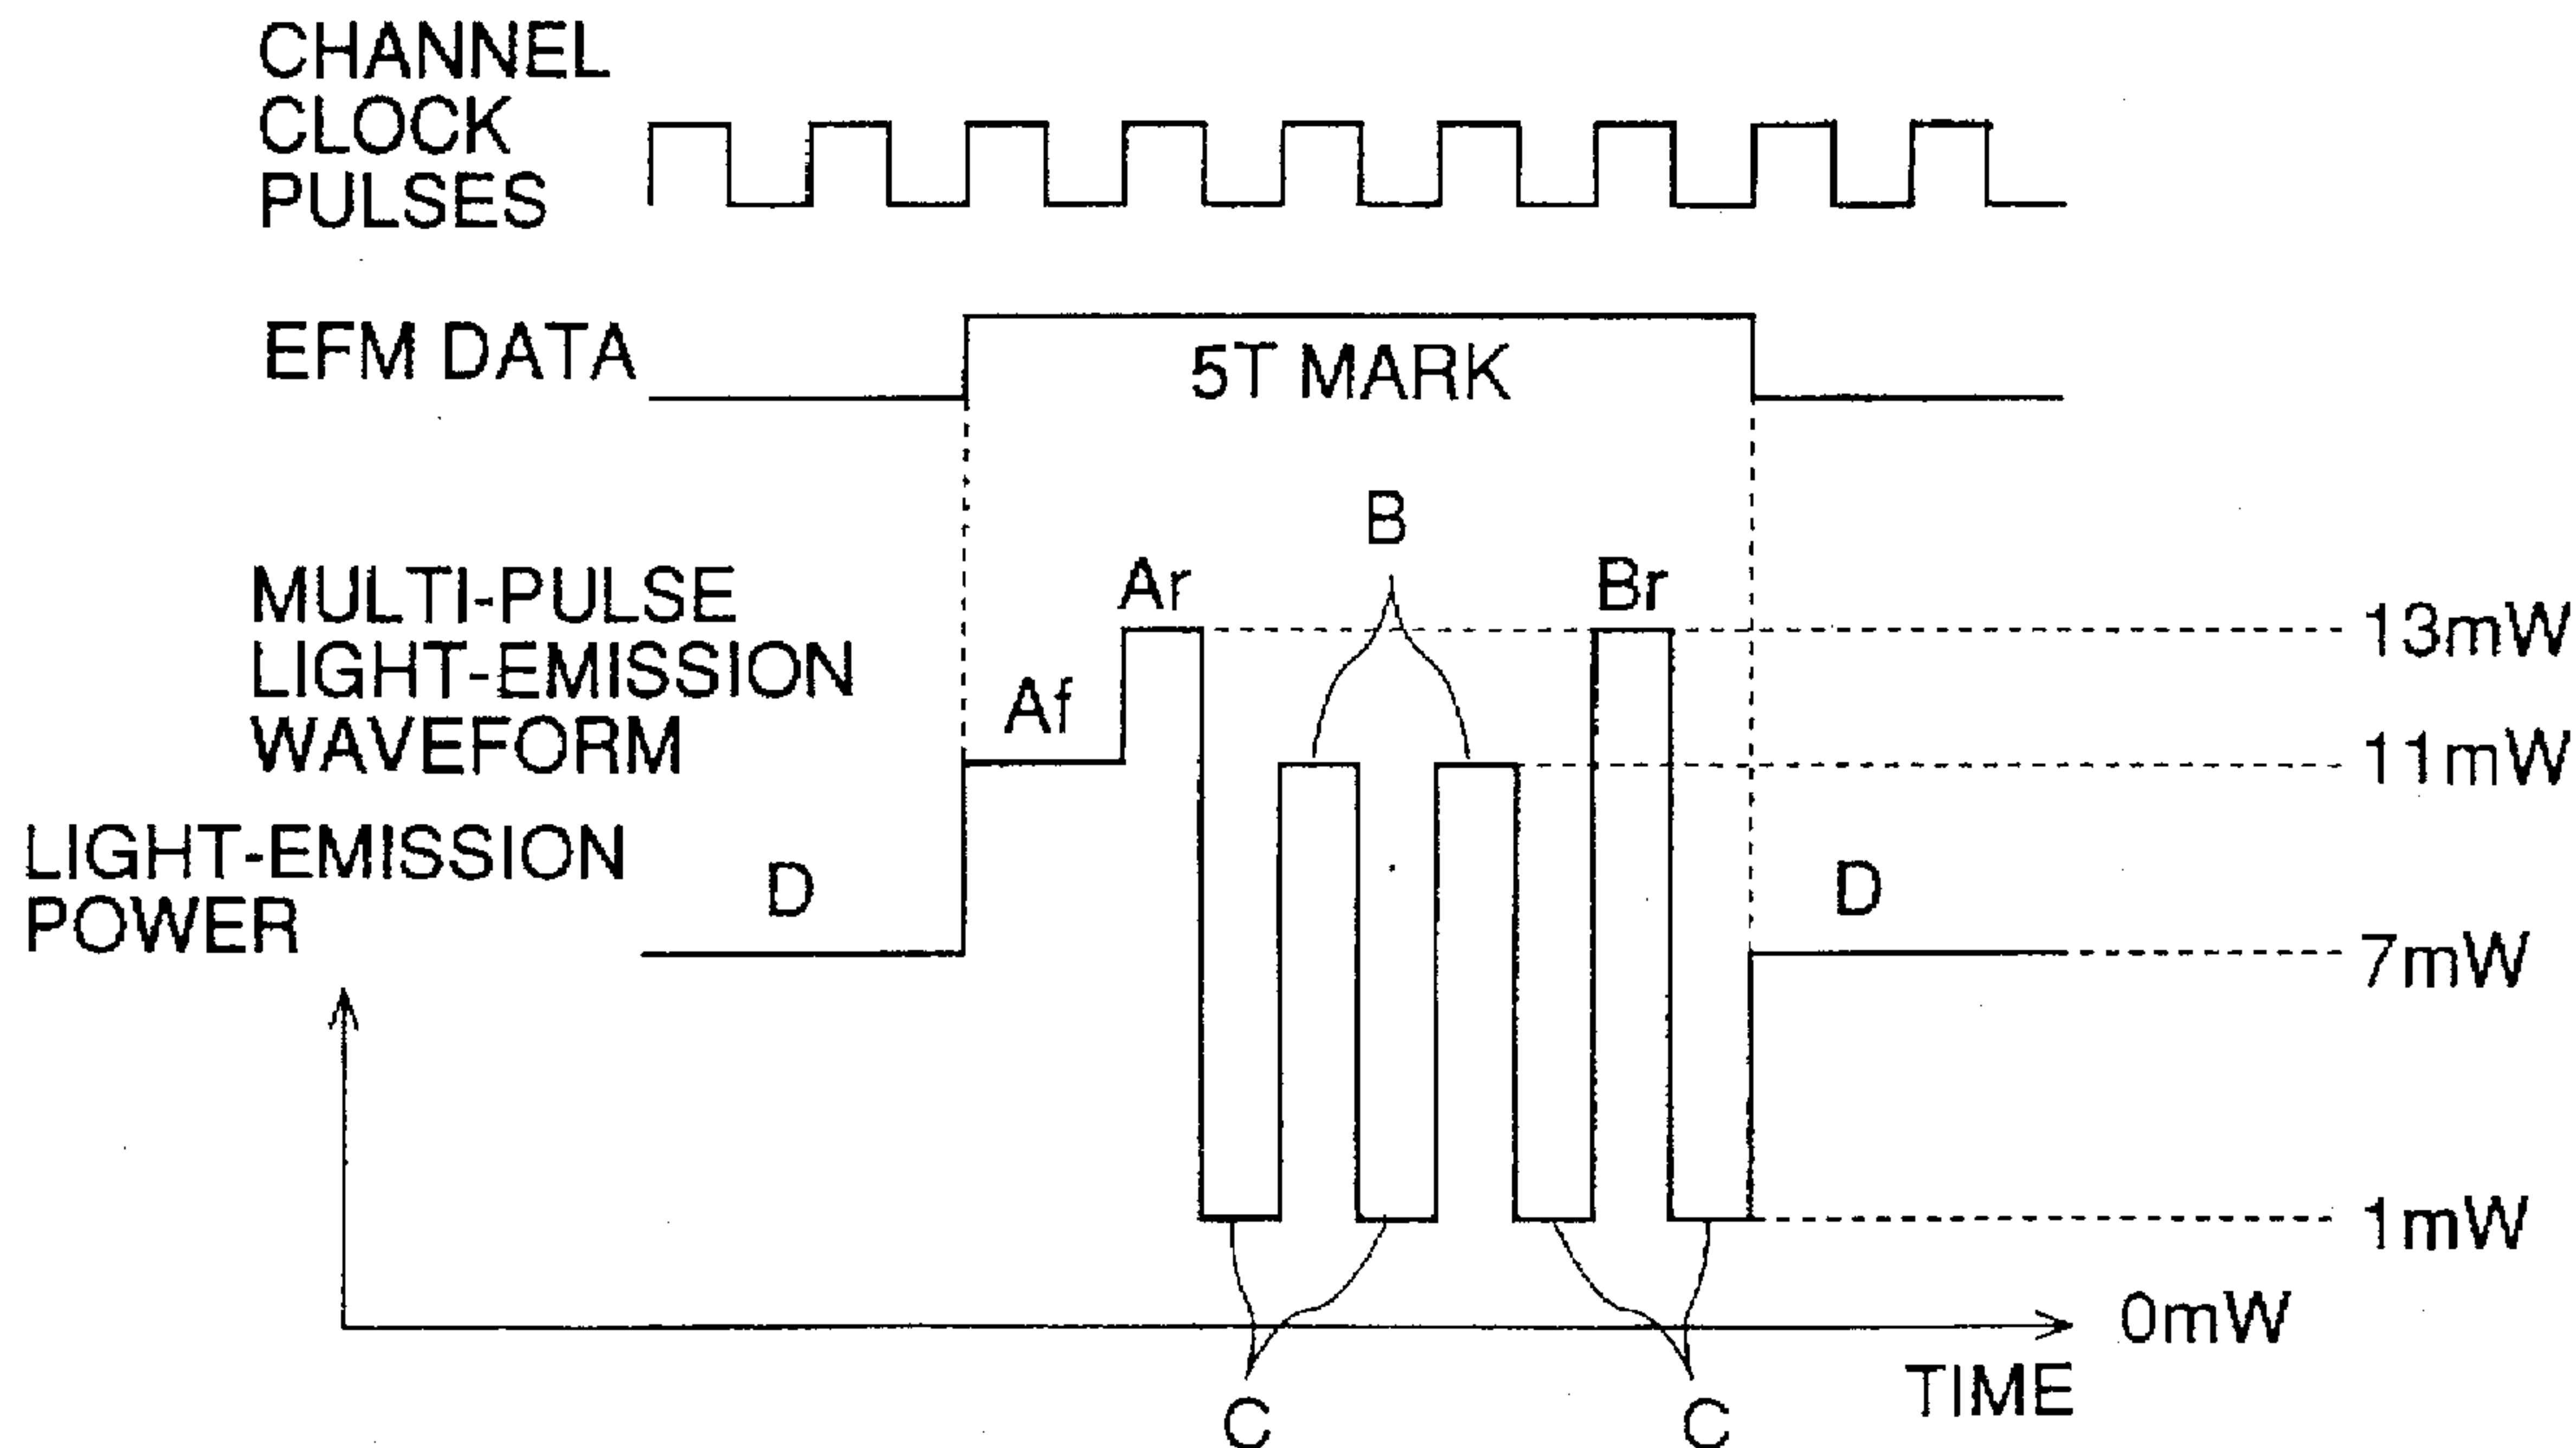 CHANNEL
CLOCK
PULSES
EFM DATA
5T MARK
MULTI-PULSE
LIGHT-EMISSION
WAVEFORM
LIGHT-EMISSION
POWER
D
Af
Ar
B
Br
D
13mW
11mW
7mW
1mW
0mW
TIME
C
C